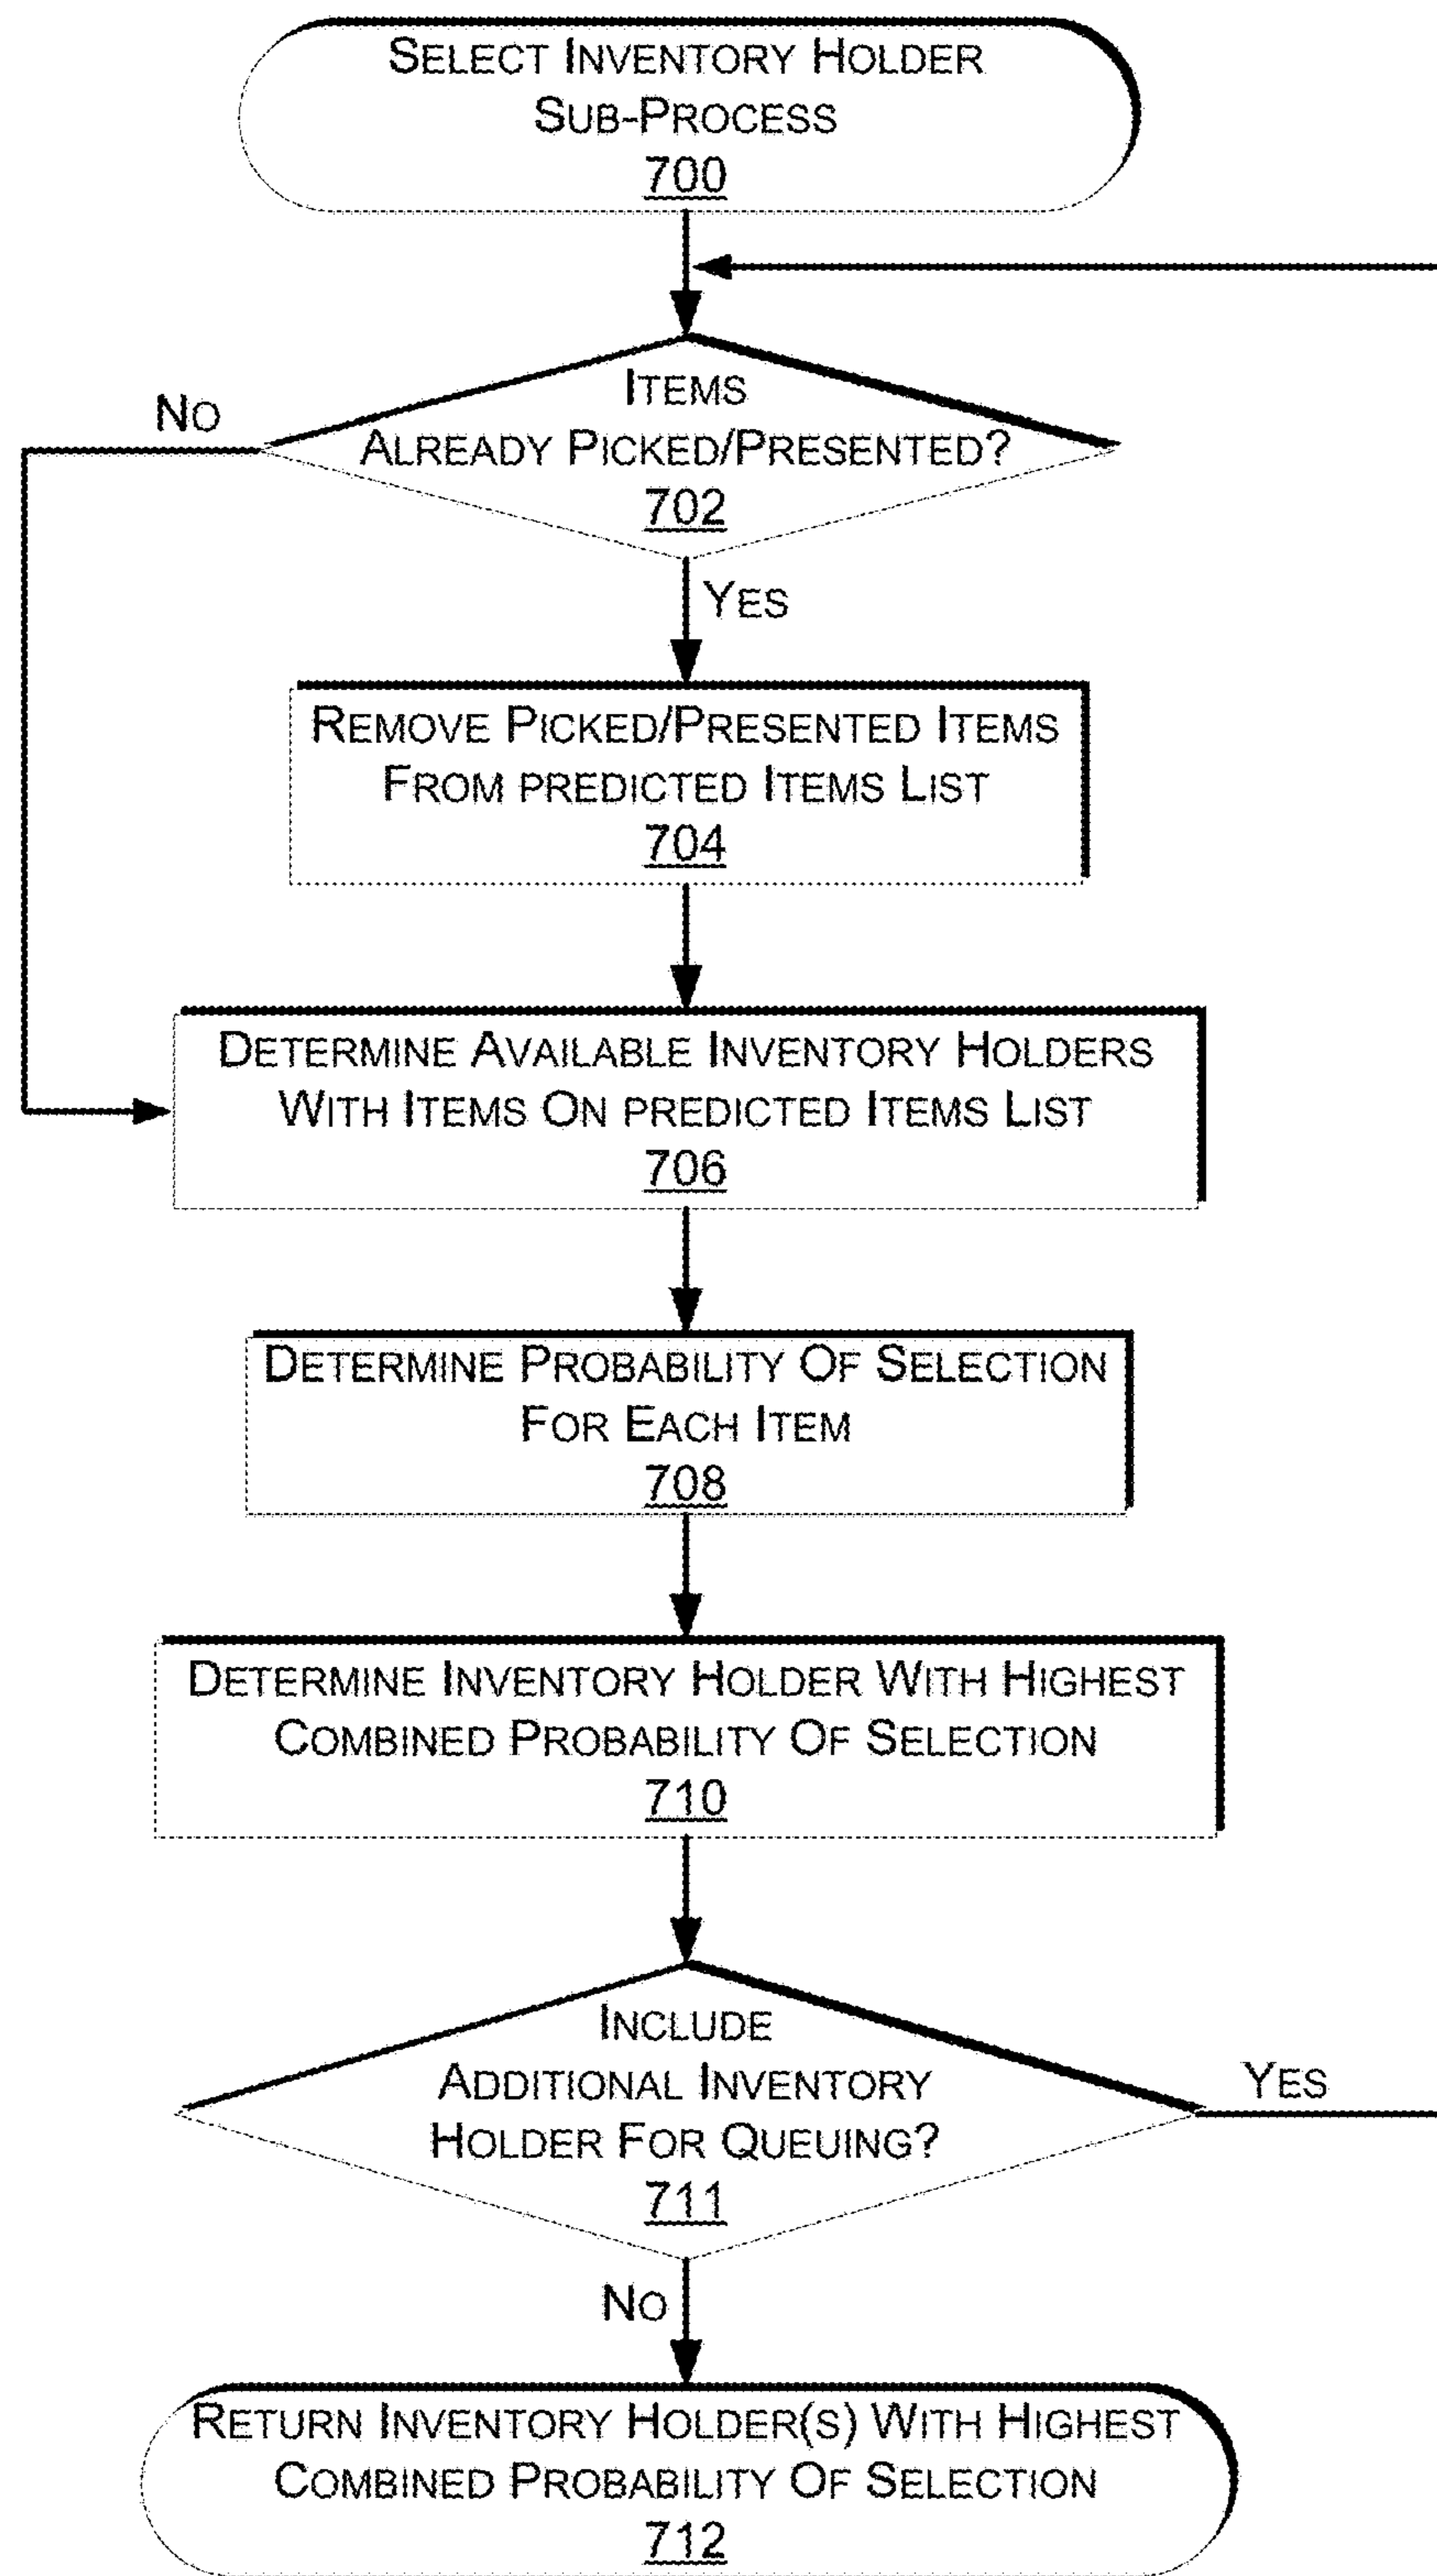 SELECT INVENTORY HOLDER
SUB-PROCESS
700
ITEMS
ALREADY PICKED/PRESENTED?
702
NO
YES
REMOVE PICKED/PRESENTED ITEMS
FROM PREDICTED ITEMS LIST
704
DETERMINE AVAILABLE INVENTORY HOLDERS
WITH ITEMS ON PREDICTED ITEMS LIST
706
DETERMINE PROBABILITY OF SELECTION
FOR EACH ITEM
708
DETERMINE INVENTORY HOLDER WITH HIGHEST
COMBINED PROBABILITY OF SELECTION
710
INCLUDE
ADDITIONAL INVENTORY
HOLDER FOR QUEUING?
711
YES
NO
RETURN INVENTORY HOLDER(S) WITH HIGHEST
COMBINED PROBABILITY OF SELECTION
712